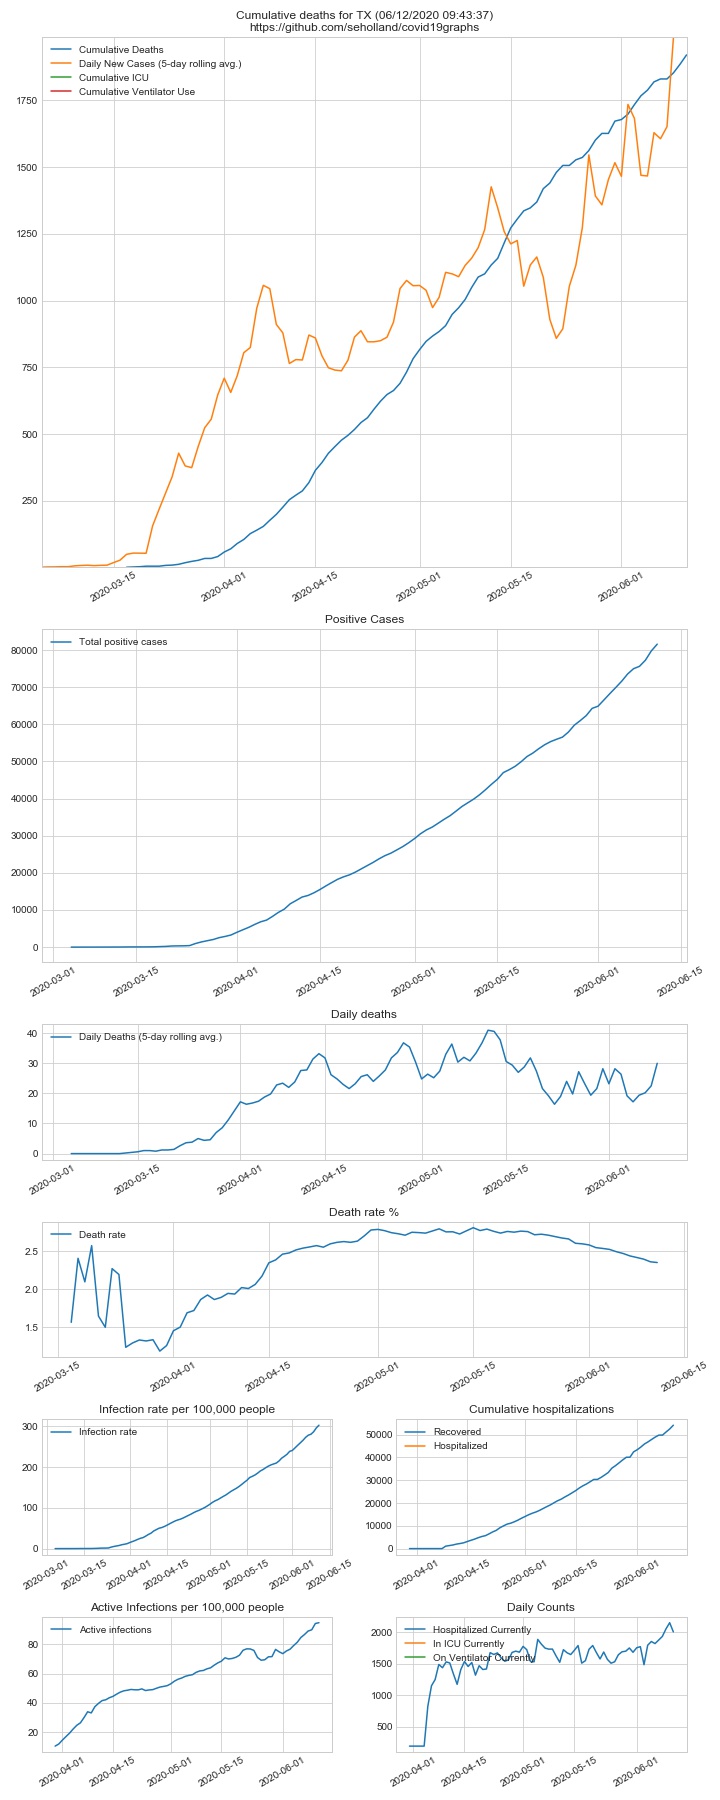 Cumulative deaths for TX (06/12/2020 09:43:37)
https://github.com/seholland/covid19graphs
Cumulative Deaths
Daily New Cases (5-day rolling avg.)
Cumulative ICU
Cumulative Ventilator Use
1750
1500
1250
1000
750
500
250
2020-03-15 2020-04-01 2020-04-15 2020-05-01 2020-05-15 2020-06-01
Positive Cases
Total positive cases
80000
70000
60000
50000
40000
30000
20000
10000
0
2020-03-01 2020-03-15 2020-04-01 2020-04-15 2020-05-01 2020-05-15 2020-06-01 2020-06-15
Daily deaths
Daily Deaths (5-day rolling avg.)
40
30
20
10
0
2020-03-01 2020-03-15 2020-04-01 2020-04-15 2020-05-01 2020-05-15 2020-06-01
Death rate %
Death rate
2.5
2.0
1.5
2020-03-15 2020-04-01 2020-04-15 2020-05-01 2020-05-15 2020-06-01 2020-06-15
Infection rate per 100,000 people
Infection rate
300
200
100
0
2020-03-01 2020-03-15 2020-04-01 2020-04-15 2020-05-01 2020-05-15 2020-06-01 2020-06-15
Cumulative hospitalizations
Recovered
Hospitalized
50000
40000
30000
20000
10000
0
2020-04-01 2020-04-15 2020-05-01 2020-05-15 2020-06-01
Active Infections per 100,000 people
Active infections
80
60
40
20
2020-04-01 2020-04-15 2020-05-01 2020-05-15 2020-06-01
Daily Counts
Hospitalized Currently
In ICU Currently
On Ventilator Currently
2000
1500
1000
500
2020-04-01 2020-04-15 2020-05-01 2020-05-15 2020-06-01